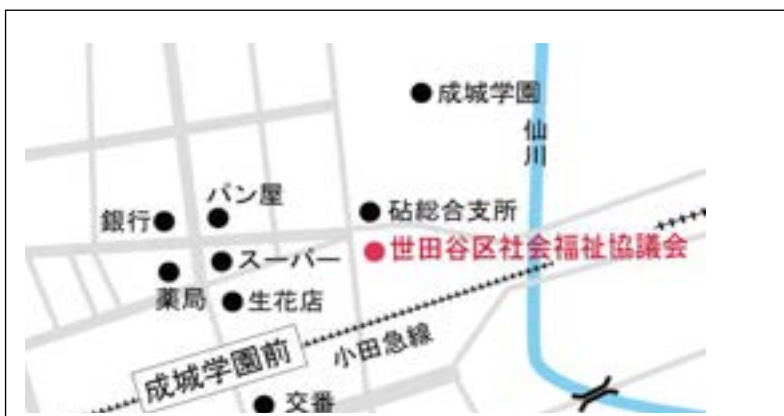 成城学園
仙川
パン屋
銀行
砧総合支所
世田谷区社会福祉協議会
スーパー
薬局
生花店
小田急線
成城学園前
交番